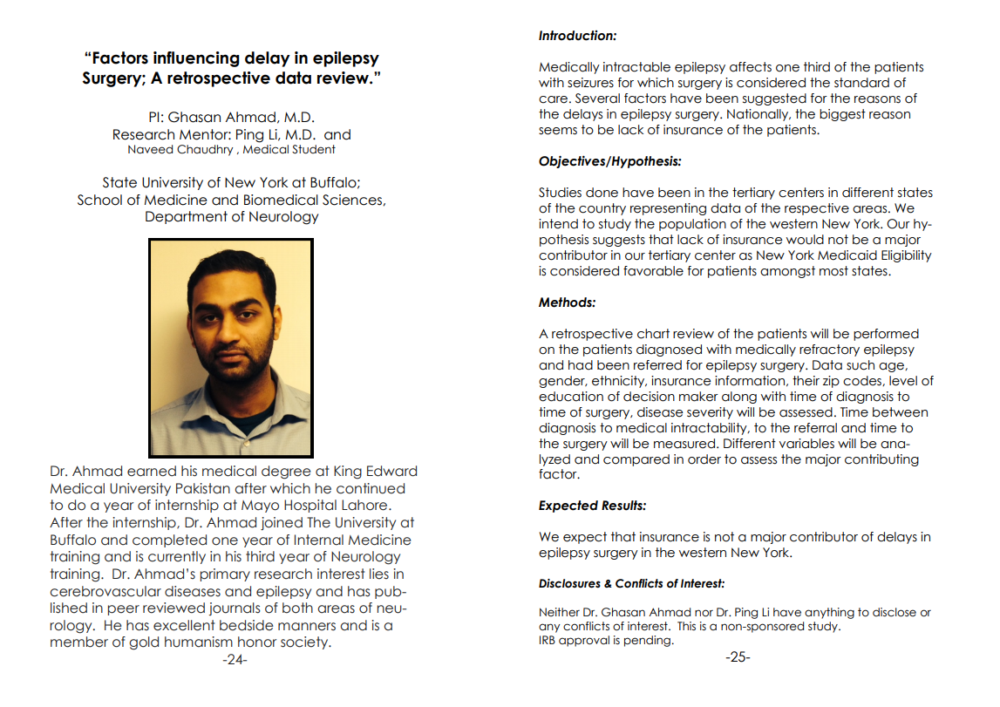 “Factors influencing delay in epilepsy
Surgery; A retrospective data review.”
PI: Ghasan Ahmad, M.D.
Research Mentor: Ping Li, M.D.  and
Naveed Chaudhry , Medical Student
State University of New York at Buffalo;
School of Medicine and Biomedical Sciences,
Department of Neurology
Dr. Ahmad earned his medical degree at King Edward
Medical University Pakistan after which he continued
to do a year of internship at Mayo Hospital Lahore.
After the internship, Dr. Ahmad joined The University at
Buffalo and completed one year of Internal Medicine
training and is currently in his third year of Neurology
training.  Dr. Ahmad’s primary research interest lies in
cerebrovascular diseases and epilepsy and has pub-
lished in peer reviewed journals of both areas of neu-
rology.  He has excellent bedside manners and is a
member of gold humanism honor society.
-24-
Introduction:
Medically intractable epilepsy affects one third of the patients
with seizures for which surgery is considered the standard of
care. Several factors have been suggested for the reasons of
the delays in epilepsy surgery. Nationally, the biggest reason
seems to be lack of insurance of the patients.
Objectives/Hypothesis:
Studies done have been in the tertiary centers in different states
of the country representing data of the respective areas. We
intend to study the population of the western New York. Our hy-
pothesis suggests that lack of insurance would not be a major
contributor in our tertiary center as New York Medicaid Eligibility
is considered favorable for patients amongst most states.
Methods:
A retrospective chart review of the patients will be performed
on the patients diagnosed with medically refractory epilepsy
and had been referred for epilepsy surgery. Data such age,
gender, ethnicity, insurance information, their zip codes, level of
education of decision maker along with time of diagnosis to
time of surgery, disease severity will be assessed. Time between
diagnosis to medical intractability, to the referral and time to
the surgery will be measured. Different variables will be ana-
lyzed and compared in order to assess the major contributing
factor.
Expected Results:
We expect that insurance is not a major contributor of delays in
epilepsy surgery in the western New York.
Disclosures & Conflicts of Interest:
Neither Dr. Ghasan Ahmad nor Dr. Ping Li have anything to disclose or
any conflicts of interest.  This is a non-sponsored study.
IRB approval is pending.
-25-